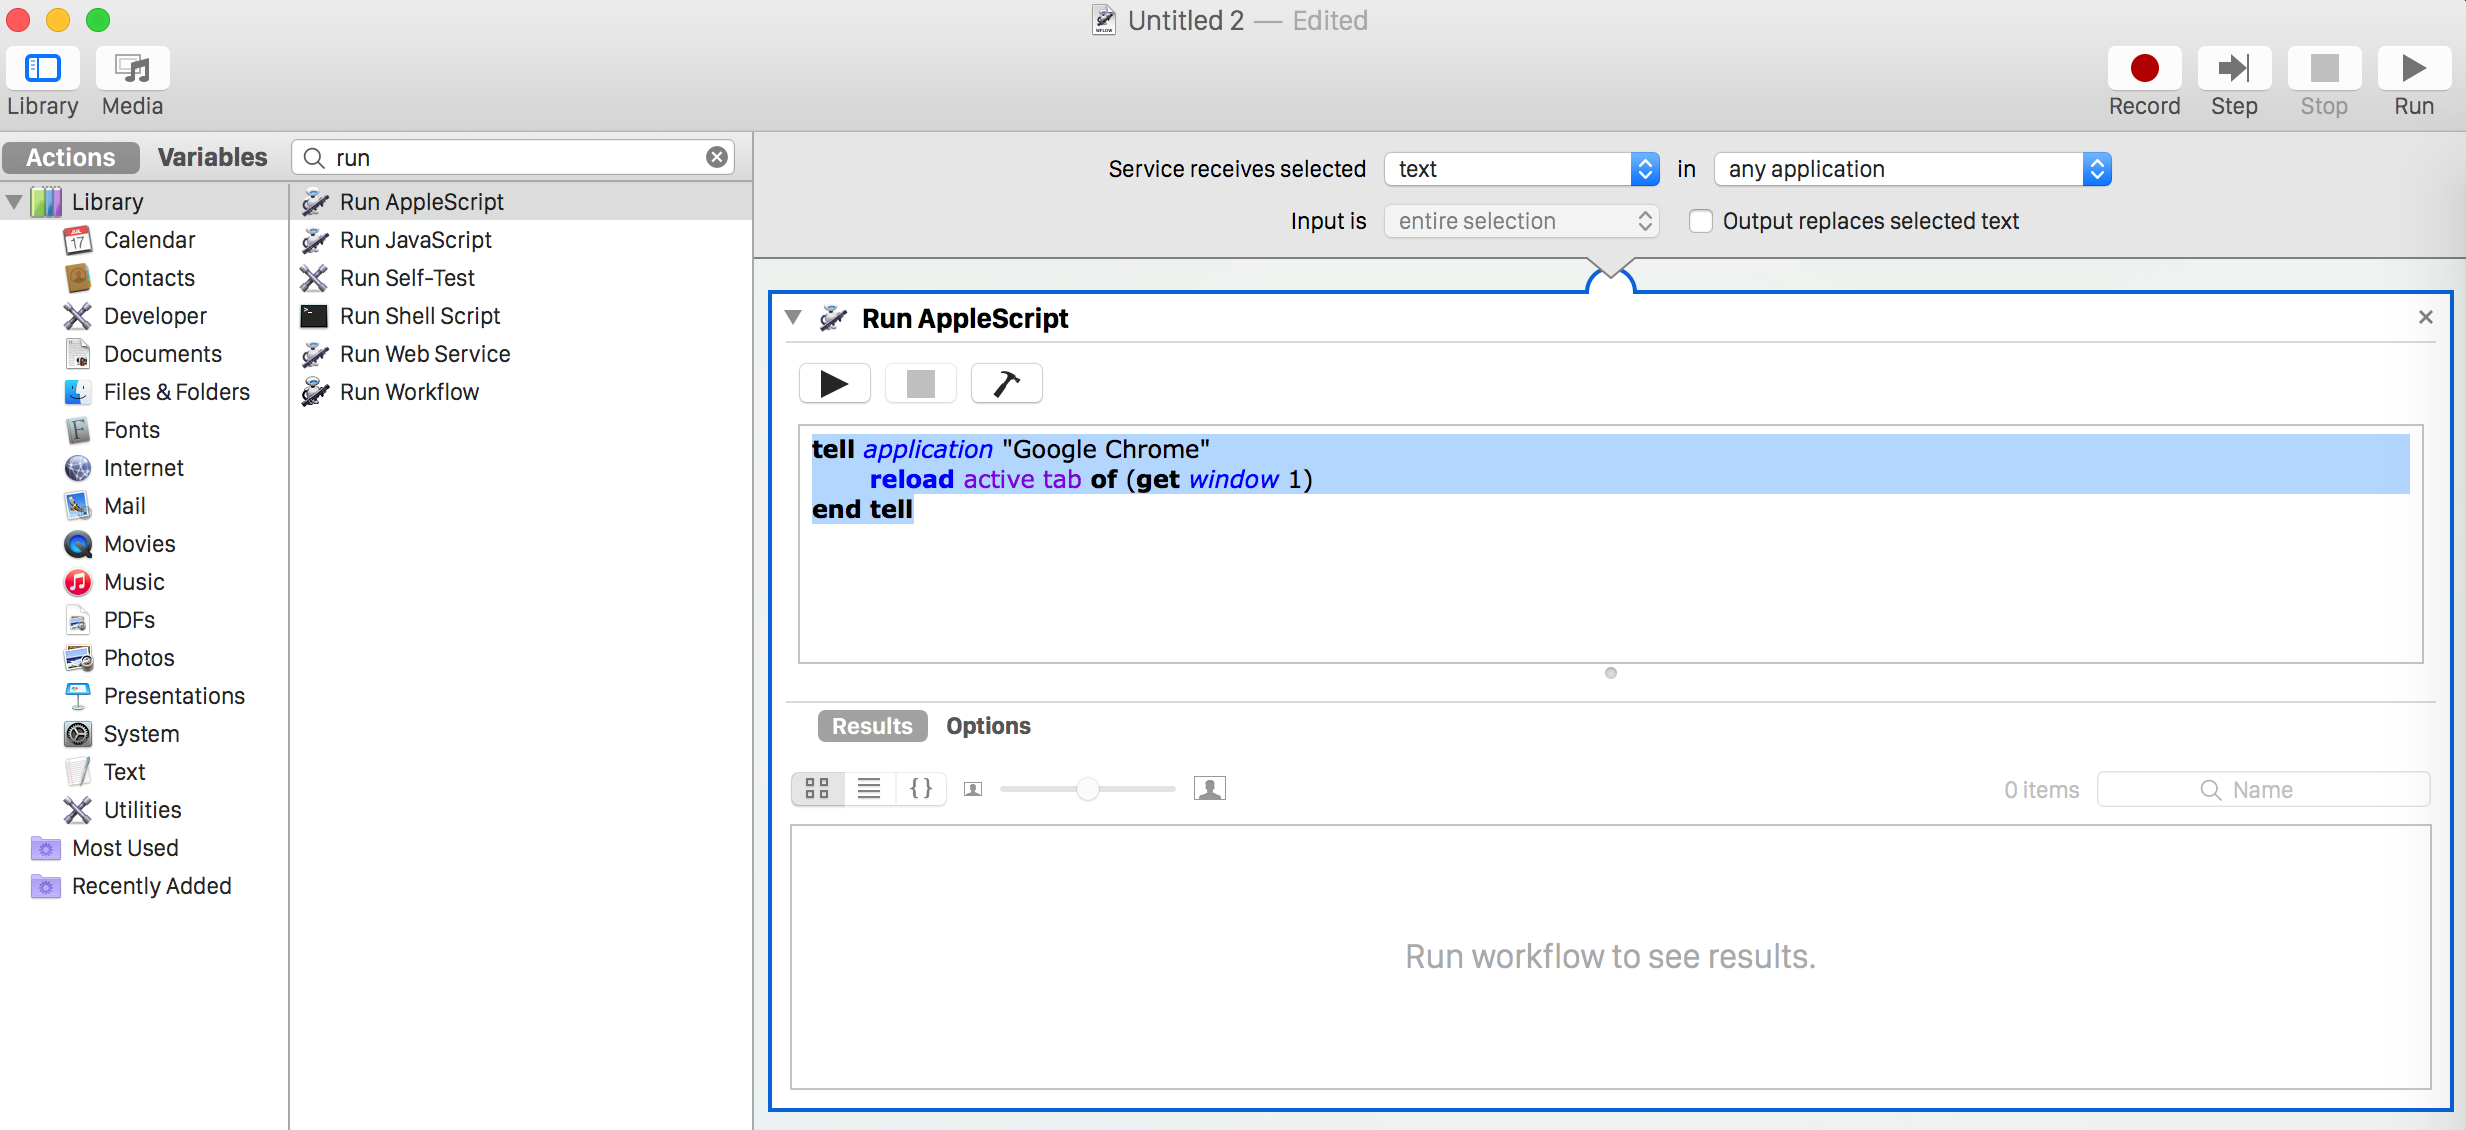 Untitled 2 — Edited
Library
Media
Record
Step
Stop
Run
Actions
Variables
run
Library
Calendar
Contacts
Developer
Documents
Files & Folders
Fonts
Internet
Mail
Movies
Music
PDFs
Photos
Presentations
System
Text
Utilities
Most Used
Recently Added
Run AppleScript
Run JavaScript
Run Self-Test
Run Shell Script
Run Web Service
Run Workflow
Service receives selected text in any application
Input is entire selection Output replaces selected text
Run AppleScript
tell application "Google Chrome"
reload active tab of (get window 1)
end tell
Results Options
0 items Name
Run workflow to see results.